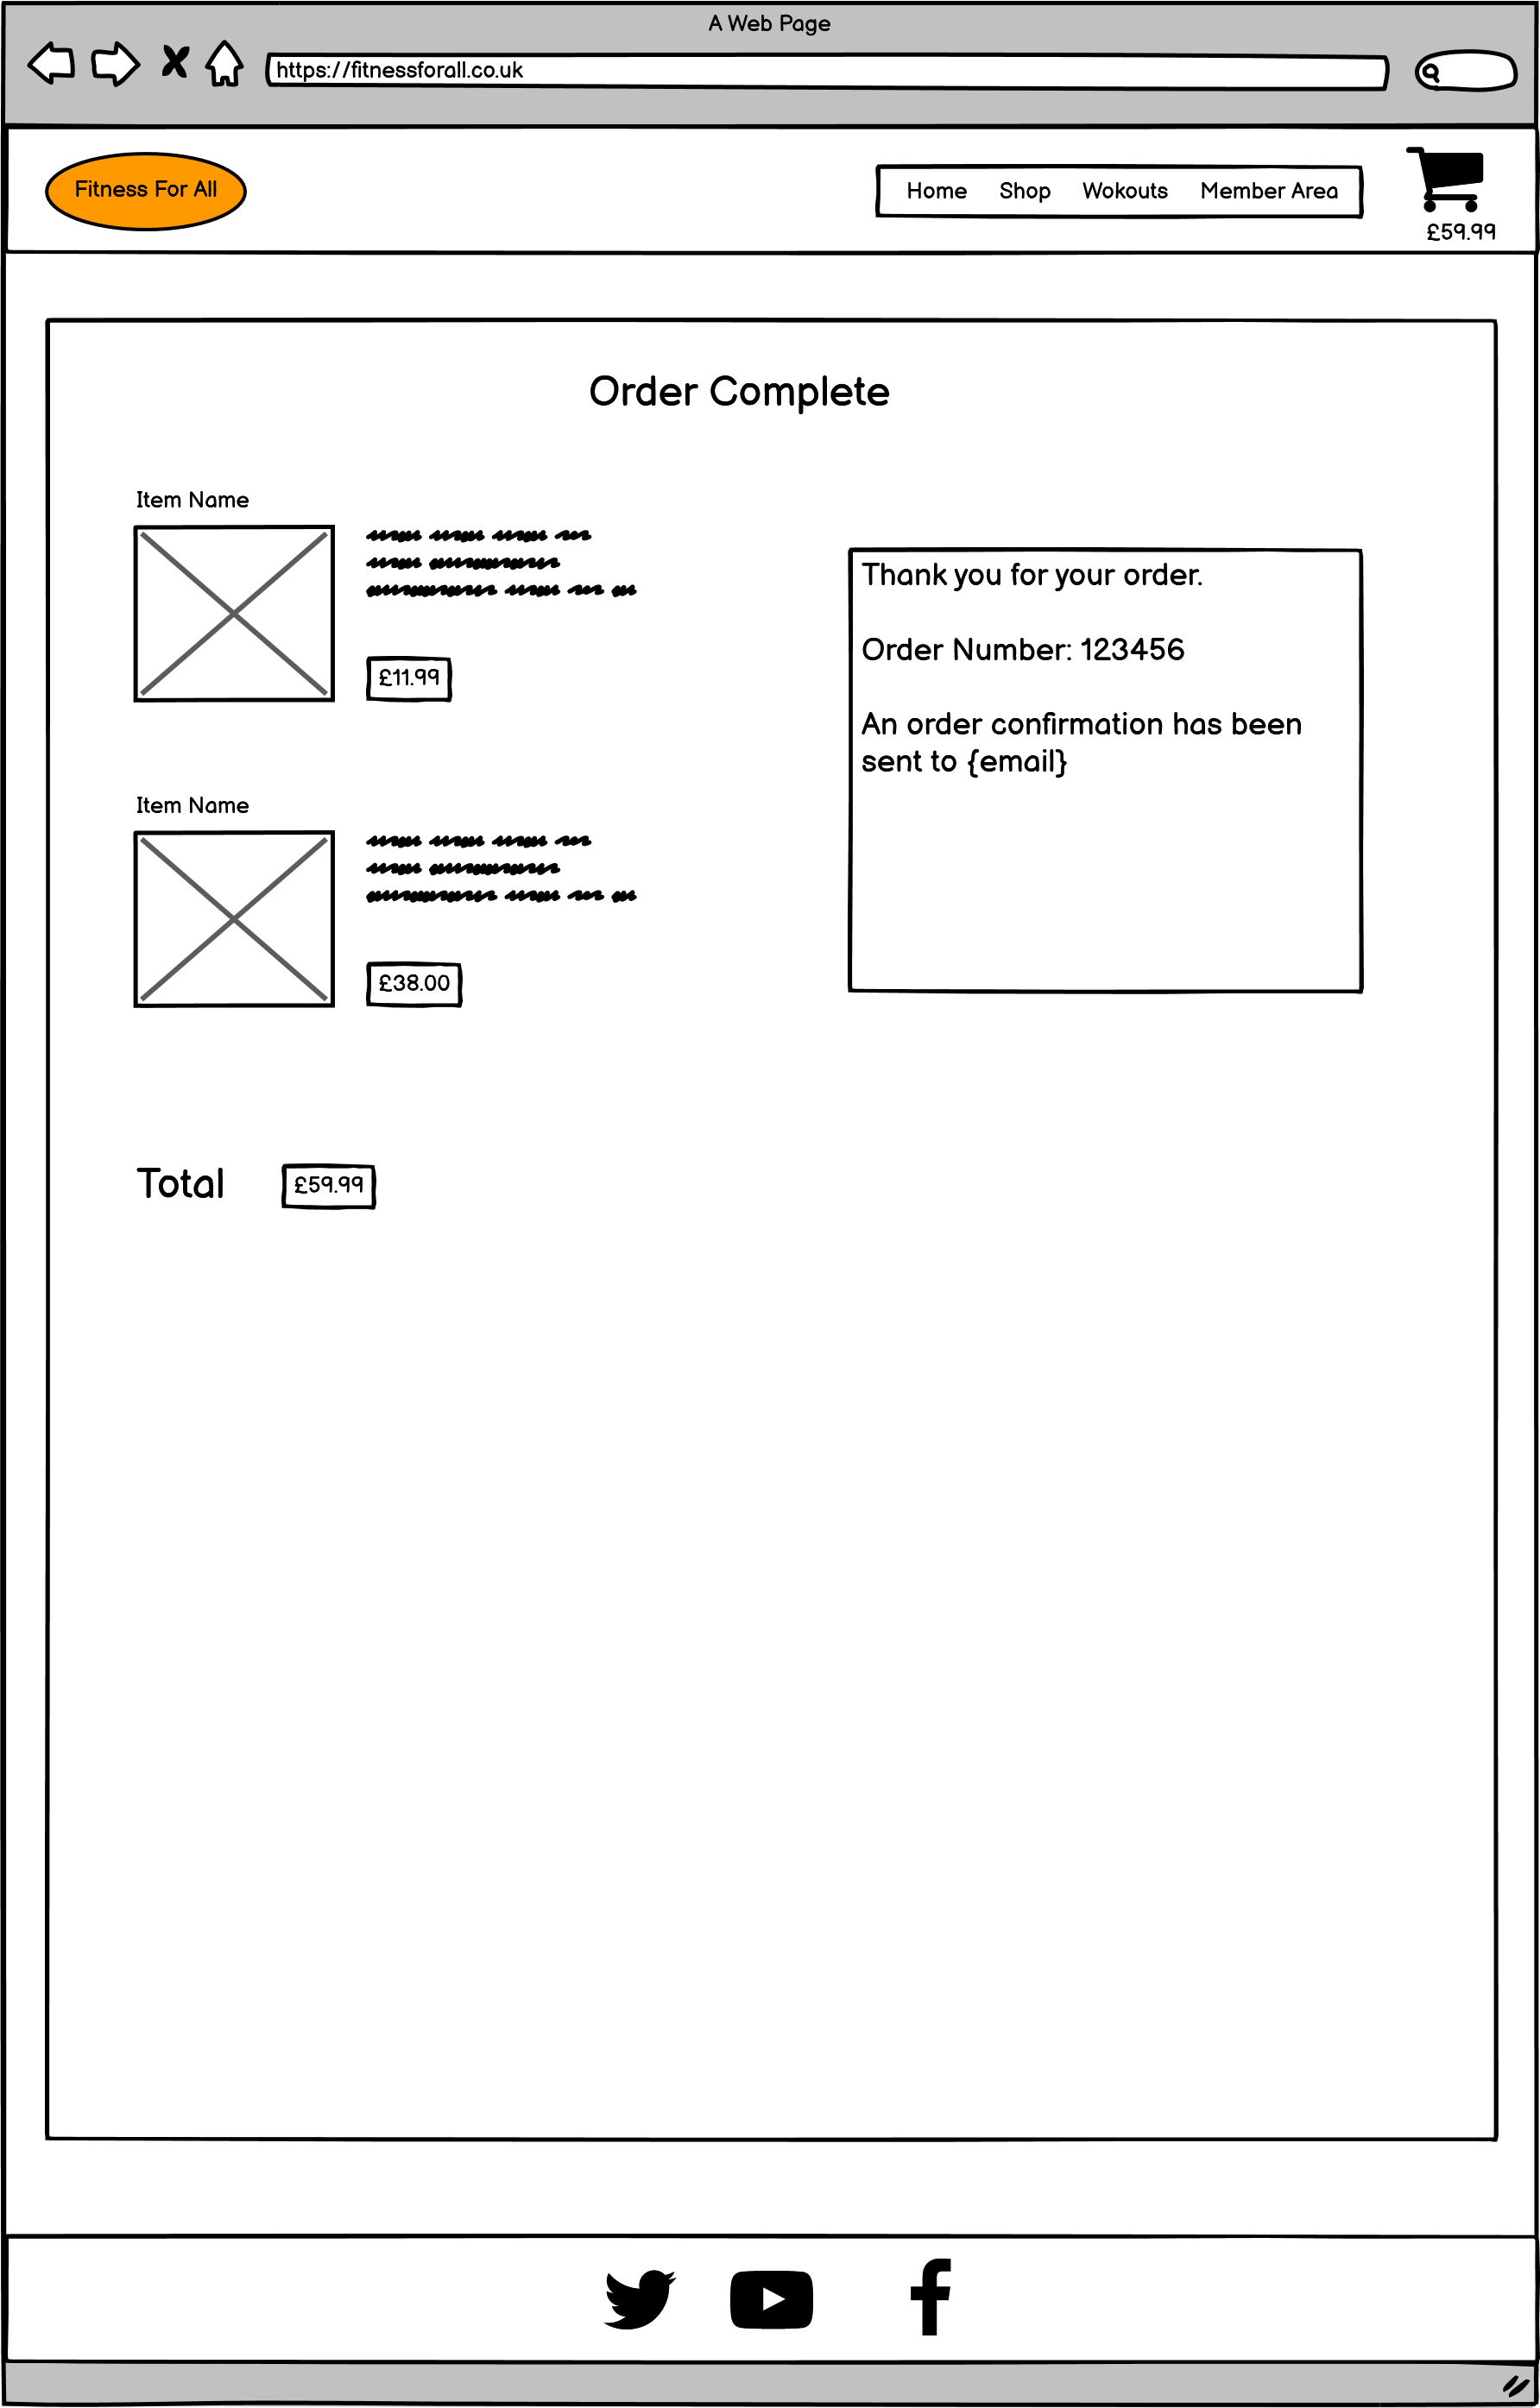 A Web Page
https://fitnessforall.co.uk
Fitness For All
Home Shop Wokouts Member Area
£59.99
Order Complete
Item Name
£11.99
Thank you for your order.
Order Number: 123456
An order confirmation has been
sent to {email}
Item Name
£38.00
Total £59.99